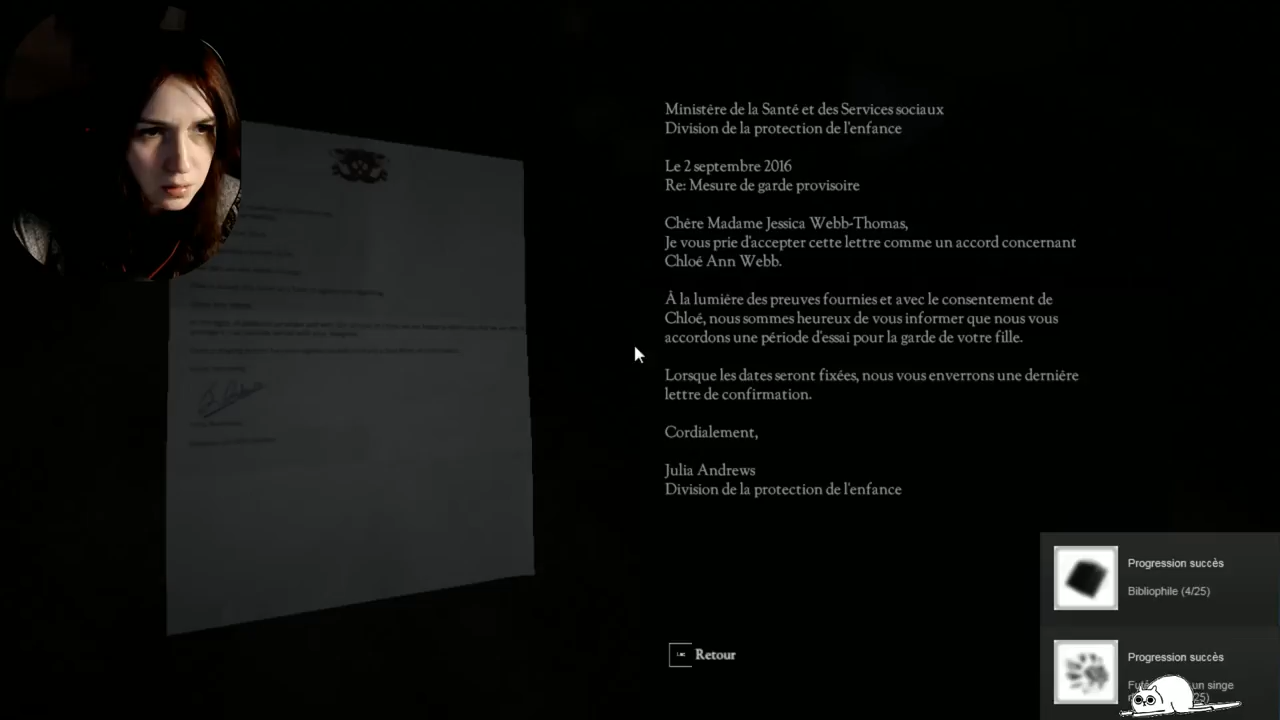 Ministère de la Santé et des Services sociaux
Division de la protection de l'enfance
Le 2 septembre 2016
Re: Mesure de garde provisoire
Chère Madame Jessica Webb-Thomas,
Je vous prie d'accepter cette lettre comme un accord concernant
Chloé Ann Webb.
À la lumière des preuves fournies et avec le consentement de
Chloé, nous sommes heureux de vous informer que nous vous
accordons une période d'essai pour la garde de votre fille.
Lorsque les dates seront fixées, nous vous enverrons une dernière
lettre de confirmation.
Cordialement,
Julia Andrews
Division de la protection de l'enfance
Retour
Progression succès
Bibliophile (4/25)
Progression succès
un singe